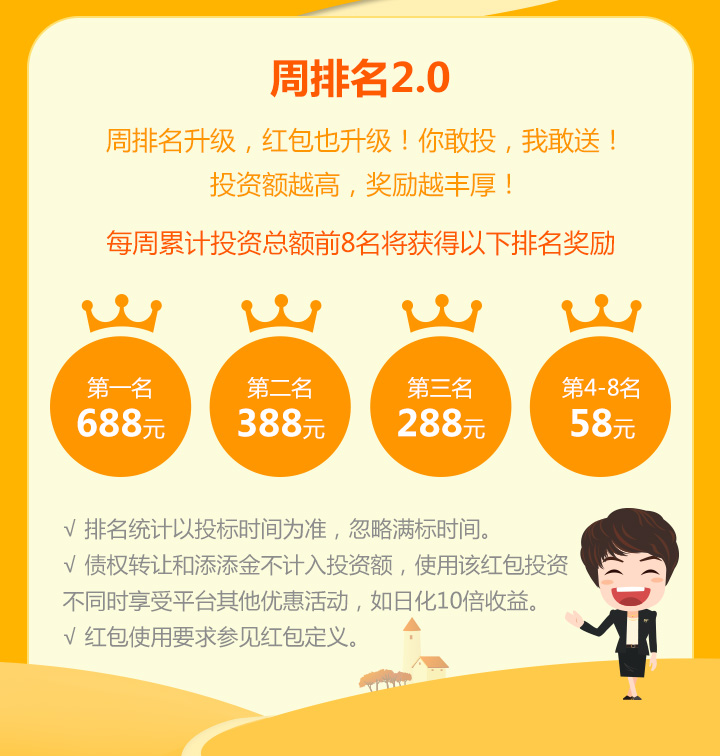 周排名2.0
周排名升级，红包也升级！你敢投，我敢送！
投资额越高，奖励越丰厚！
每周累计投资总额前8名将获得以下排名奖励
第一名 第二名 第三名 第4-8名
688元 388元 288元 58元
√ 排名统计以投标时间为准，忽略满标时间。
√ 债权转让和添添金不计入投资额，使用该红包投资
不同时享受平台其他优惠活动，如日化10倍收益。
√ 红包使用要求参见红包定义。